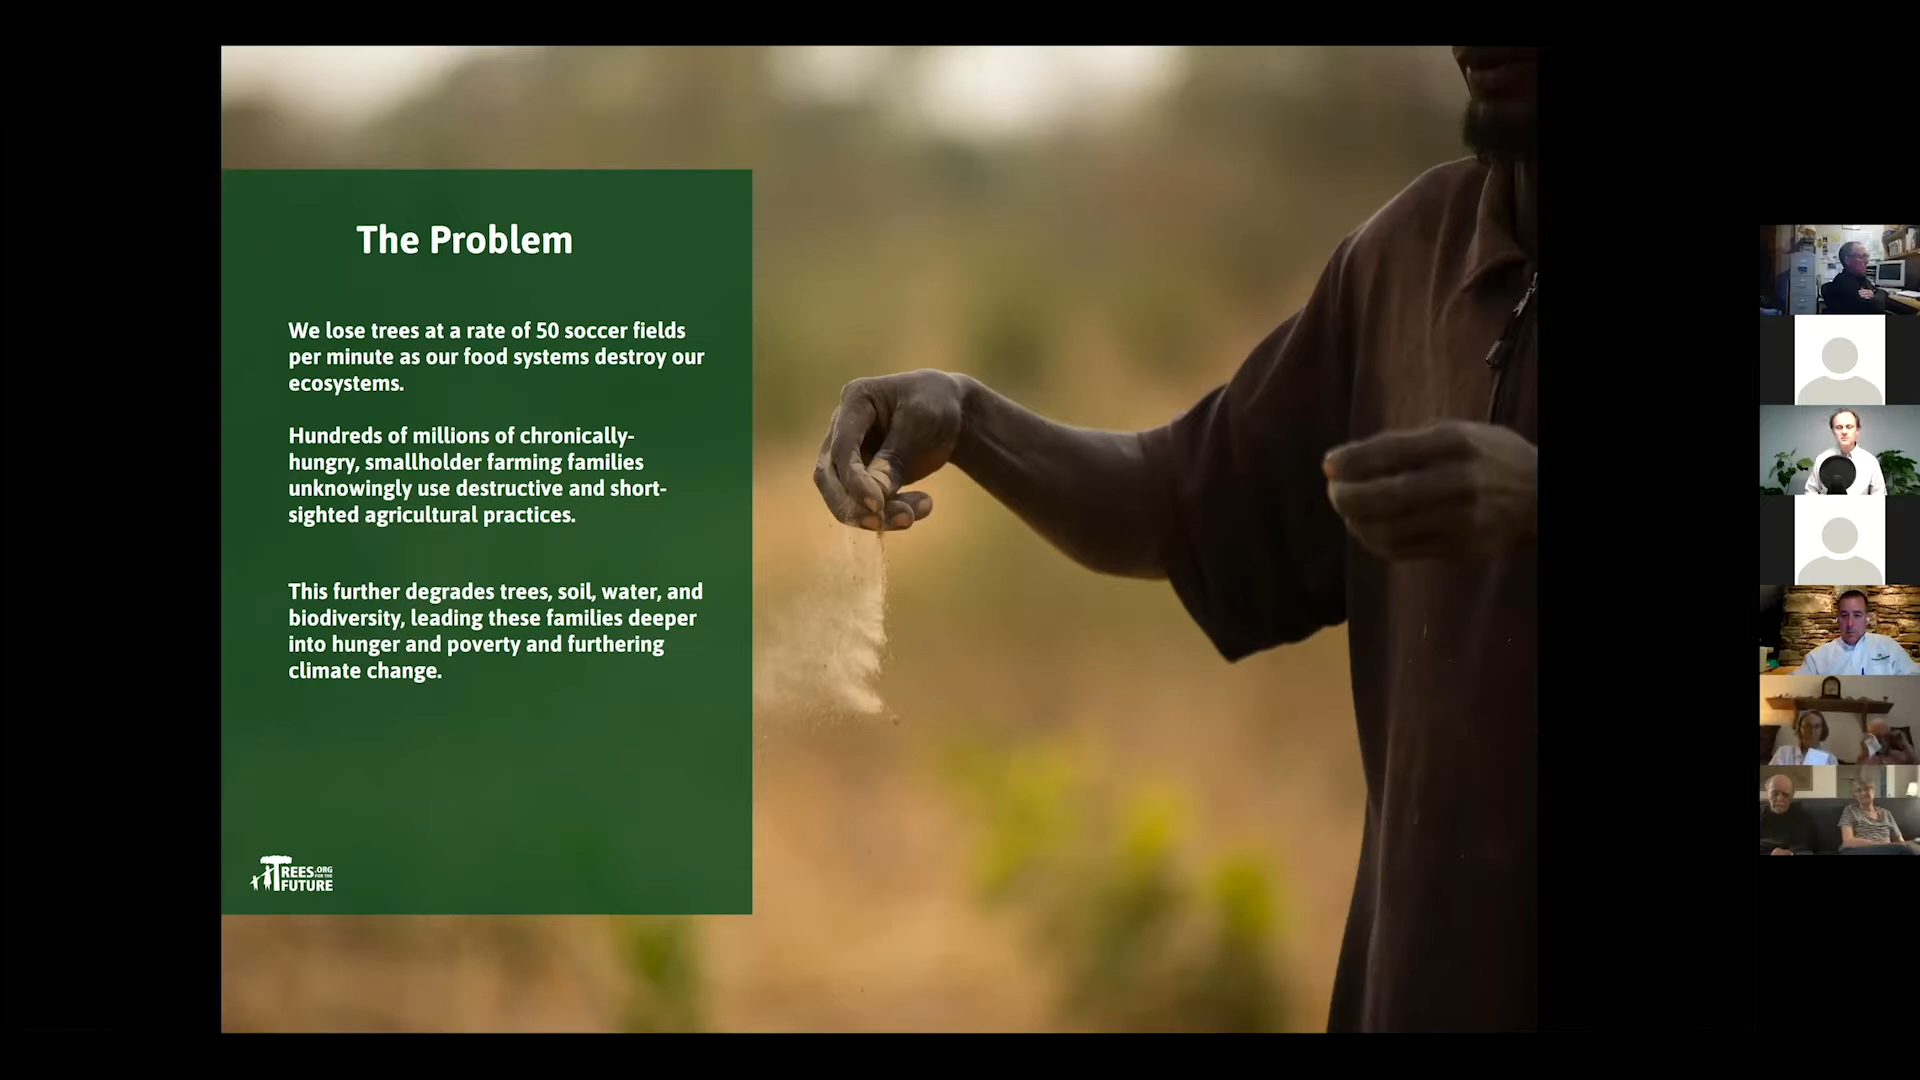 The Problem
We lose trees at a rate of 50 soccer fields
per minute as our food systems destroy our
ecosystems.
Hundreds of millions of chronically-
hungry, smallholder farming families
unknowingly use destructive and short-
sighted agricultural practices.
This further degrades trees, soil, water, and
biodiversity, leading these families deeper
into hunger and poverty and furthering
climate change.
TREES.ORG
FOR THE
FUTURE